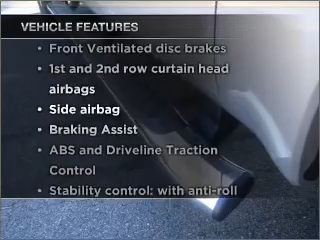 VEHICLE FEATURES
• Front Ventilated disc brakes
• 1st and 2nd row curtain head
airbags
• Side airbag
• Braking Assist
• ABS and Driveline Traction
Control
• Stability control: with anti-roll